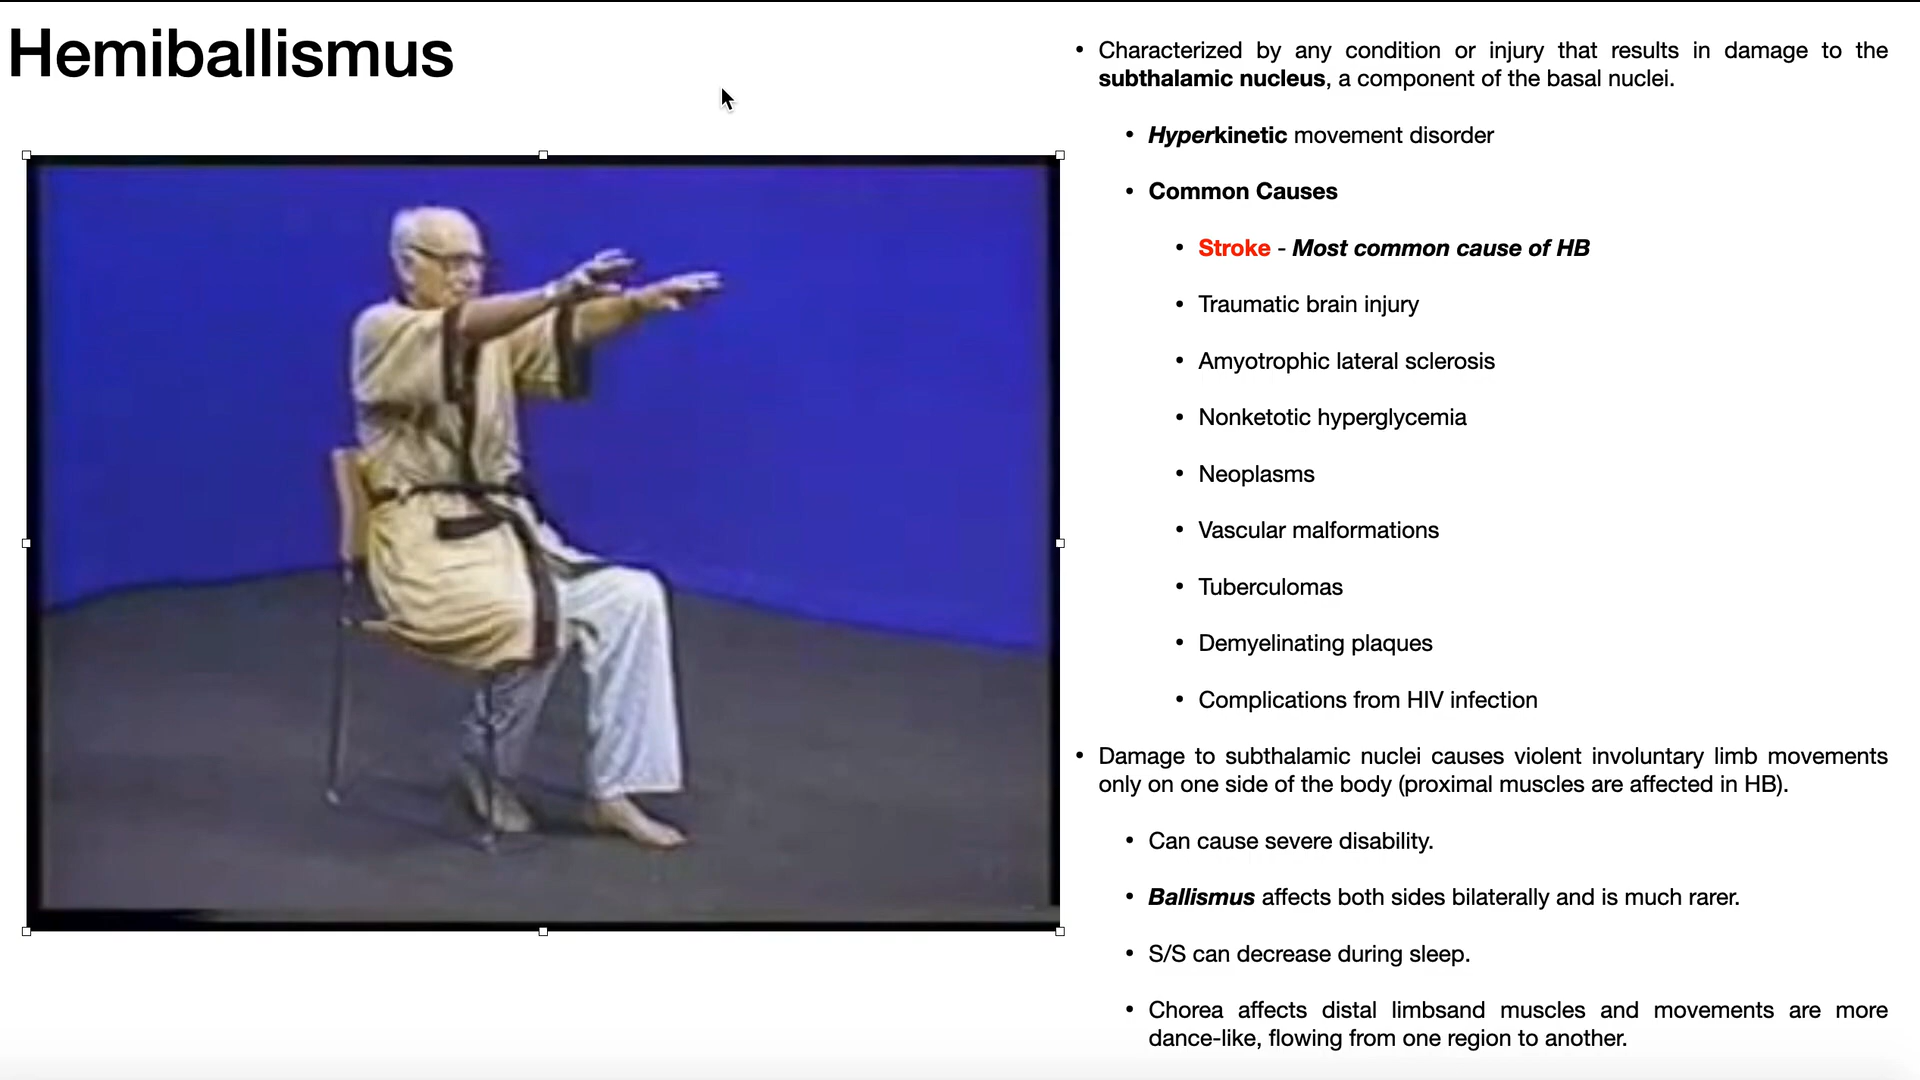 Hemiballismus
• Characterized by any condition or injury that results in damage to the
subthalamic nucleus, a component of the basal nuclei.
• Hyperkinetic movement disorder
• Common Causes
• Stroke - Most common cause of HB
• Traumatic brain injury
• Amyotrophic lateral sclerosis
• Nonketotic hyperglycemia
• Neoplasms
• Vascular malformations
• Tuberculomas
• Demyelinating plaques
• Complications from HIV infection
• Damage to subthalamic nuclei causes violent involuntary limb movements
only on one side of the body (proximal muscles are affected in HB).
• Can cause severe disability.
• Ballismus affects both sides bilaterally and is much rarer.
• S/S can decrease during sleep.
• Chorea affects distal limbsand muscles and movements are more
dance-like, flowing from one region to another.